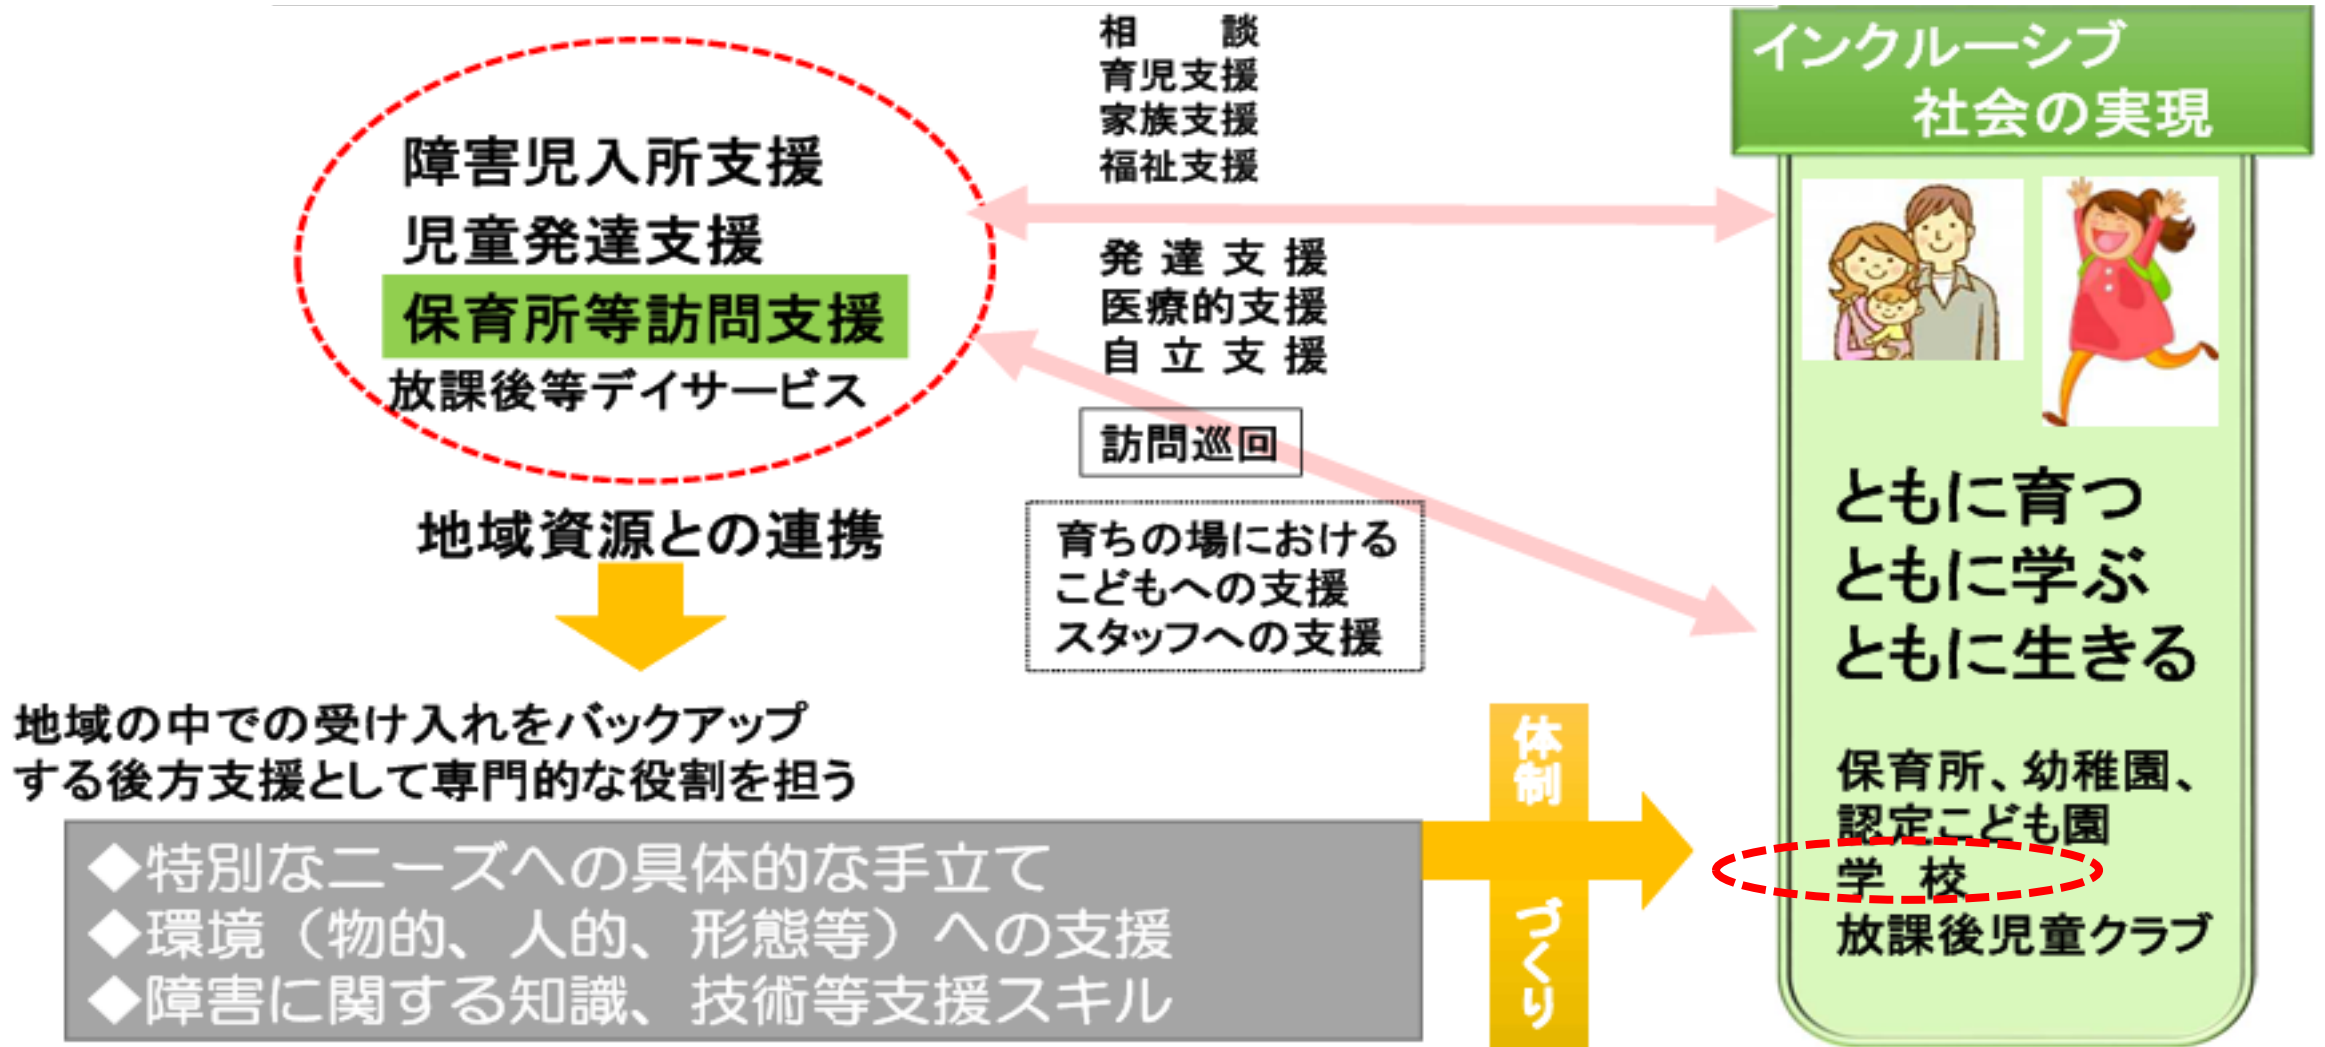 障害児入所支援
児童発達支援
保育所等訪問支援
放課後等デイサービス
地域資源との連携
地域の中での受け入れをバックアップ
する後方支援として専門的な役割を担う
◆特別なニーズへの具体的な手立て
◆環境（物的、人的、形態等）への支援
◆障害に関する知識、技術等支援スキル
相　談
育児支援
家族支援
福祉支援
発達支援
医療的支援
自立支援
訪問巡回
育ちの場における
こどもへの支援
スタッフへの支援
体制　づくり
インクルーシブ
社会の実現
ともに育つ
ともに学ぶ
ともに生きる
保育所、幼稚園、
認定こども園
学　校
放課後児童クラブ